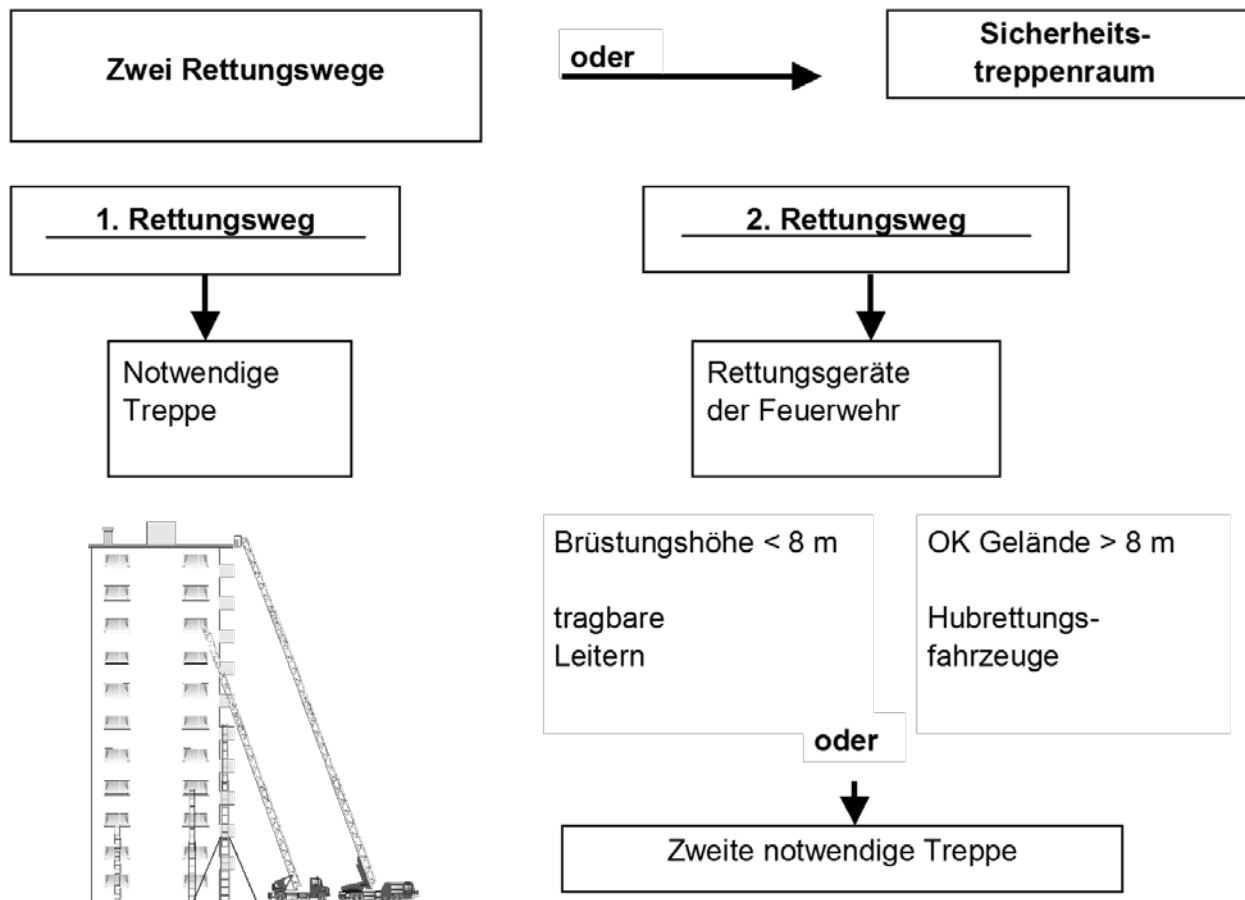 Zwei Rettungswege
oder
Sicherheits-
treppenraum
1. Rettungsweg
2. Rettungsweg
Notwendige
Treppe
Rettungsgeräte
der Feuerwehr
Brüstungshöhe < 8 m
tragbare
Leitern
OK Gelände > 8 m
Hubrettungs-
fahrzeuge
oder
Zweite notwendige Treppe